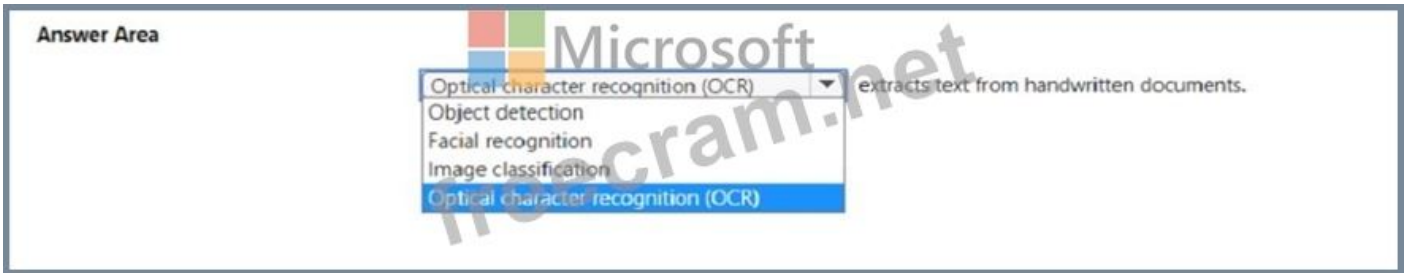 Answer Area
Microsoft
Optical character recognition (OCR) extracts text from handwritten documents.
Object detection
Facial recognition
Image classification
Optical character recognition (OCR)
freecram.net